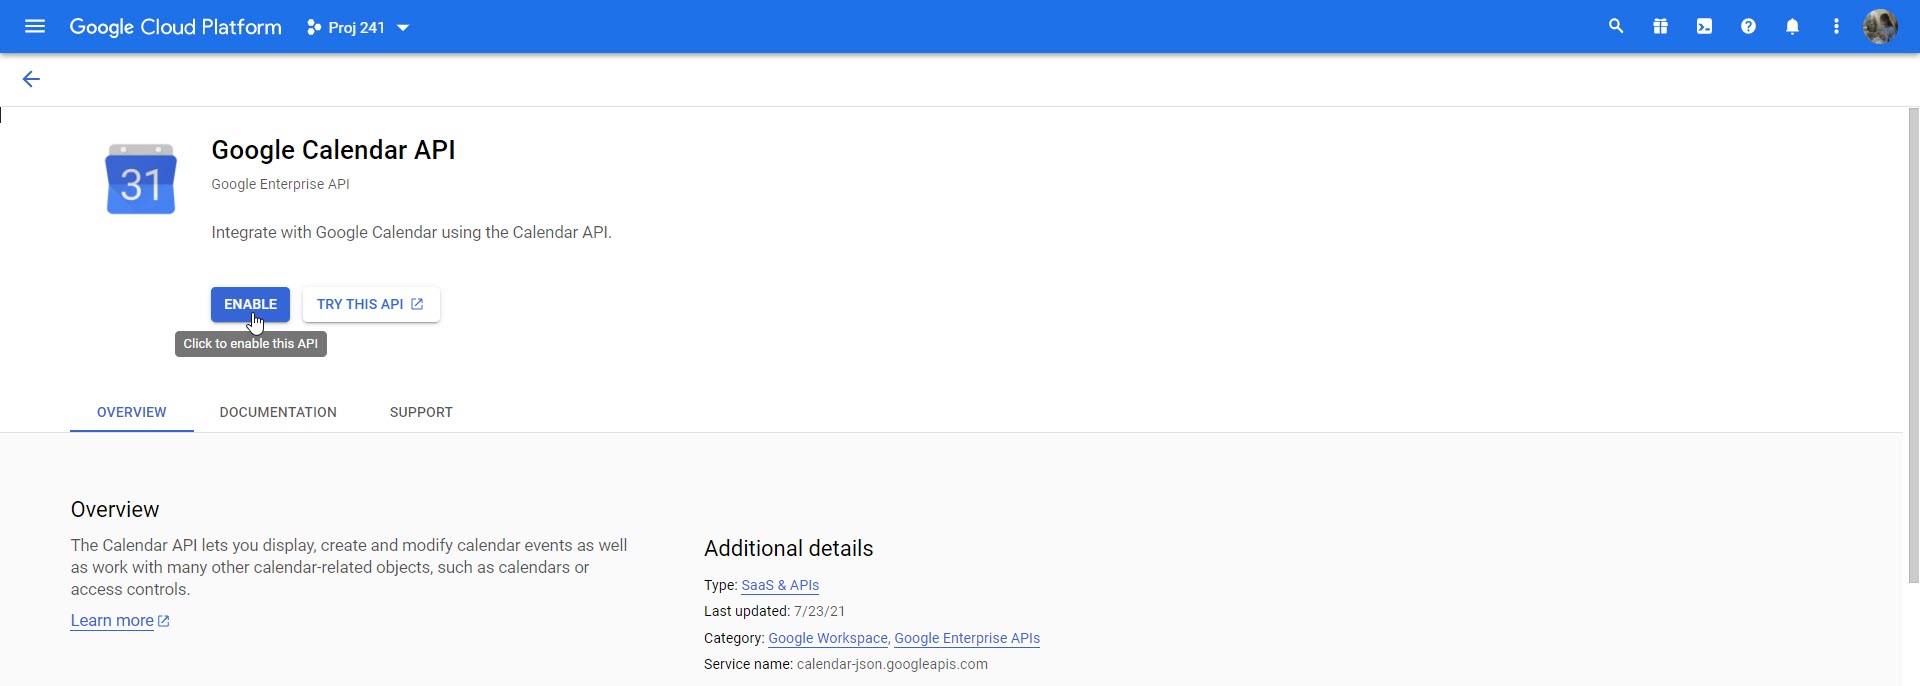 Google Cloud Platform
Proj 241
31
Google Calendar API
Google Enterprise API
Integrate with Google Calendar using the Calendar API.
ENABLE
TRY THIS API
Click to enable this API
OVERVIEW
DOCUMENTATION
SUPPORT
Overview
The Calendar API lets you display, create and modify calendar events as well
as work with many other calendar-related objects, such as calendars or
access controls.
Learn more
Additional details
Type: SaaS & APIs
Last updated: 7/23/21
Category: Google Workspace, Google Enterprise APIs
Service name: calendar-json.googleapis.com